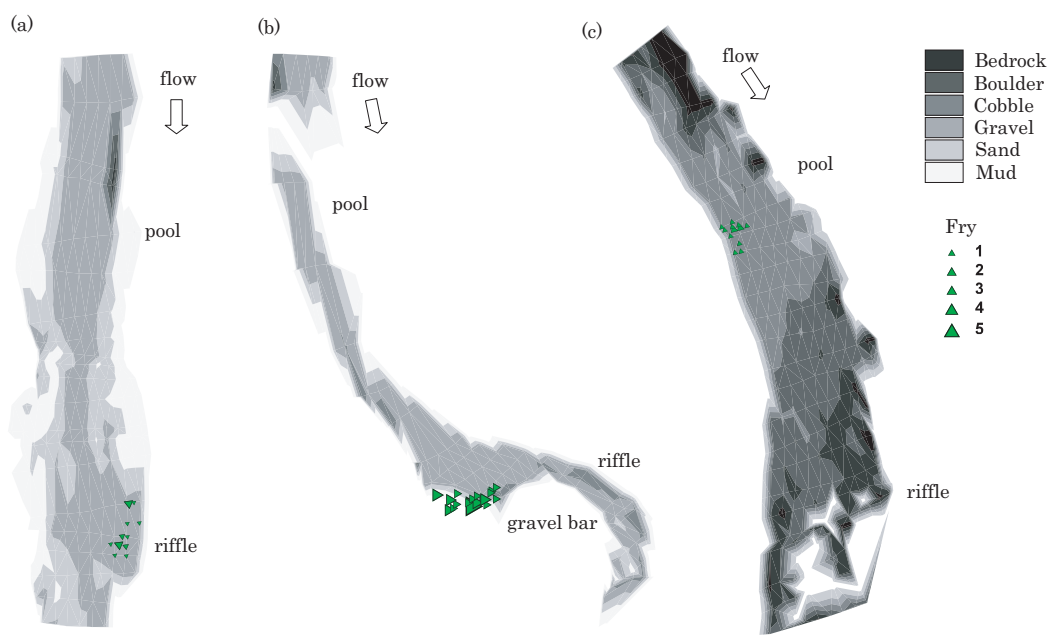 (a)
flow
pool
riffle
(b)
flow
pool
riffle
gravel bar
(c)
flow
pool
riffle
Bedrock
Boulder
Cobble
Gravel
Sand
Mud
Fry
1
2
3
4
5